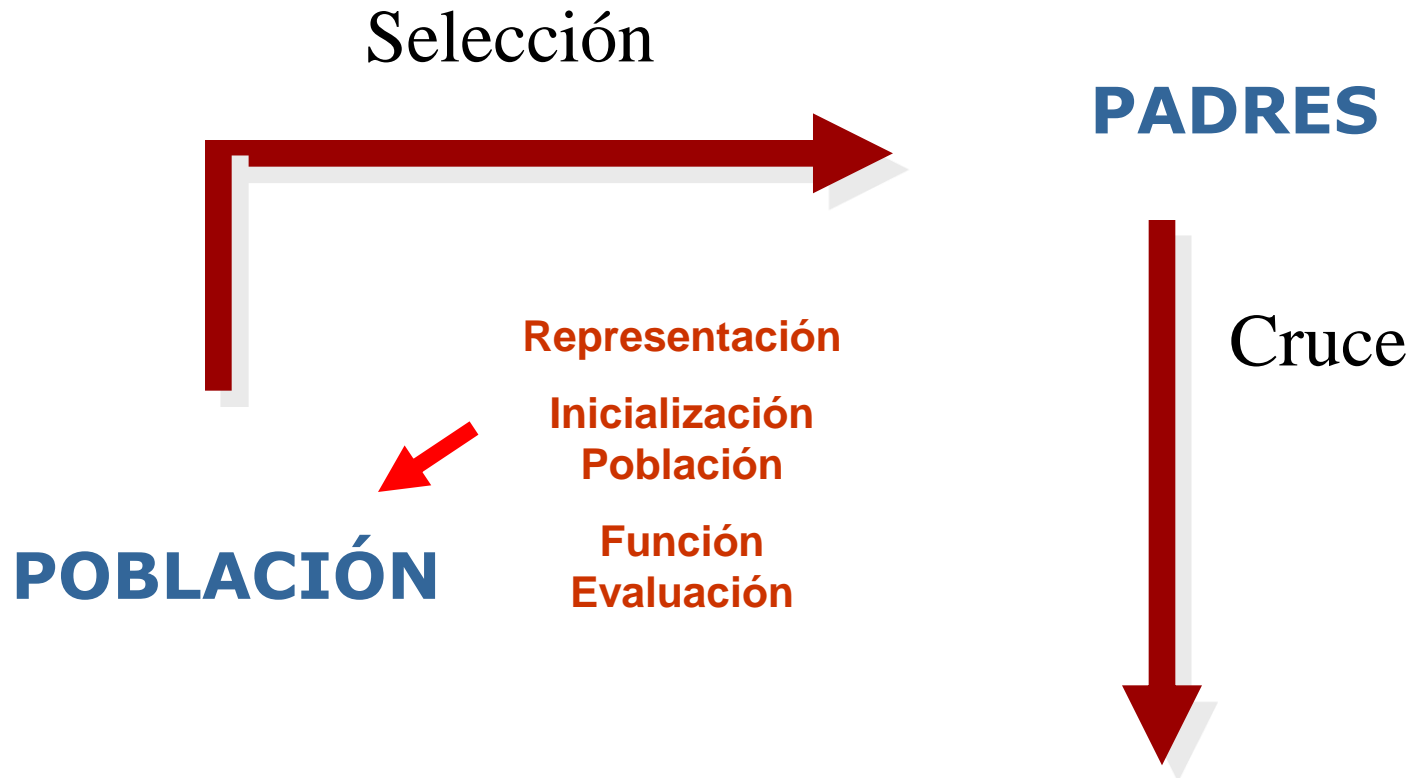 Selección
PADRES
Representación
Cruce
Inicialización
Población
Función
Evaluación
POBLACIÓN